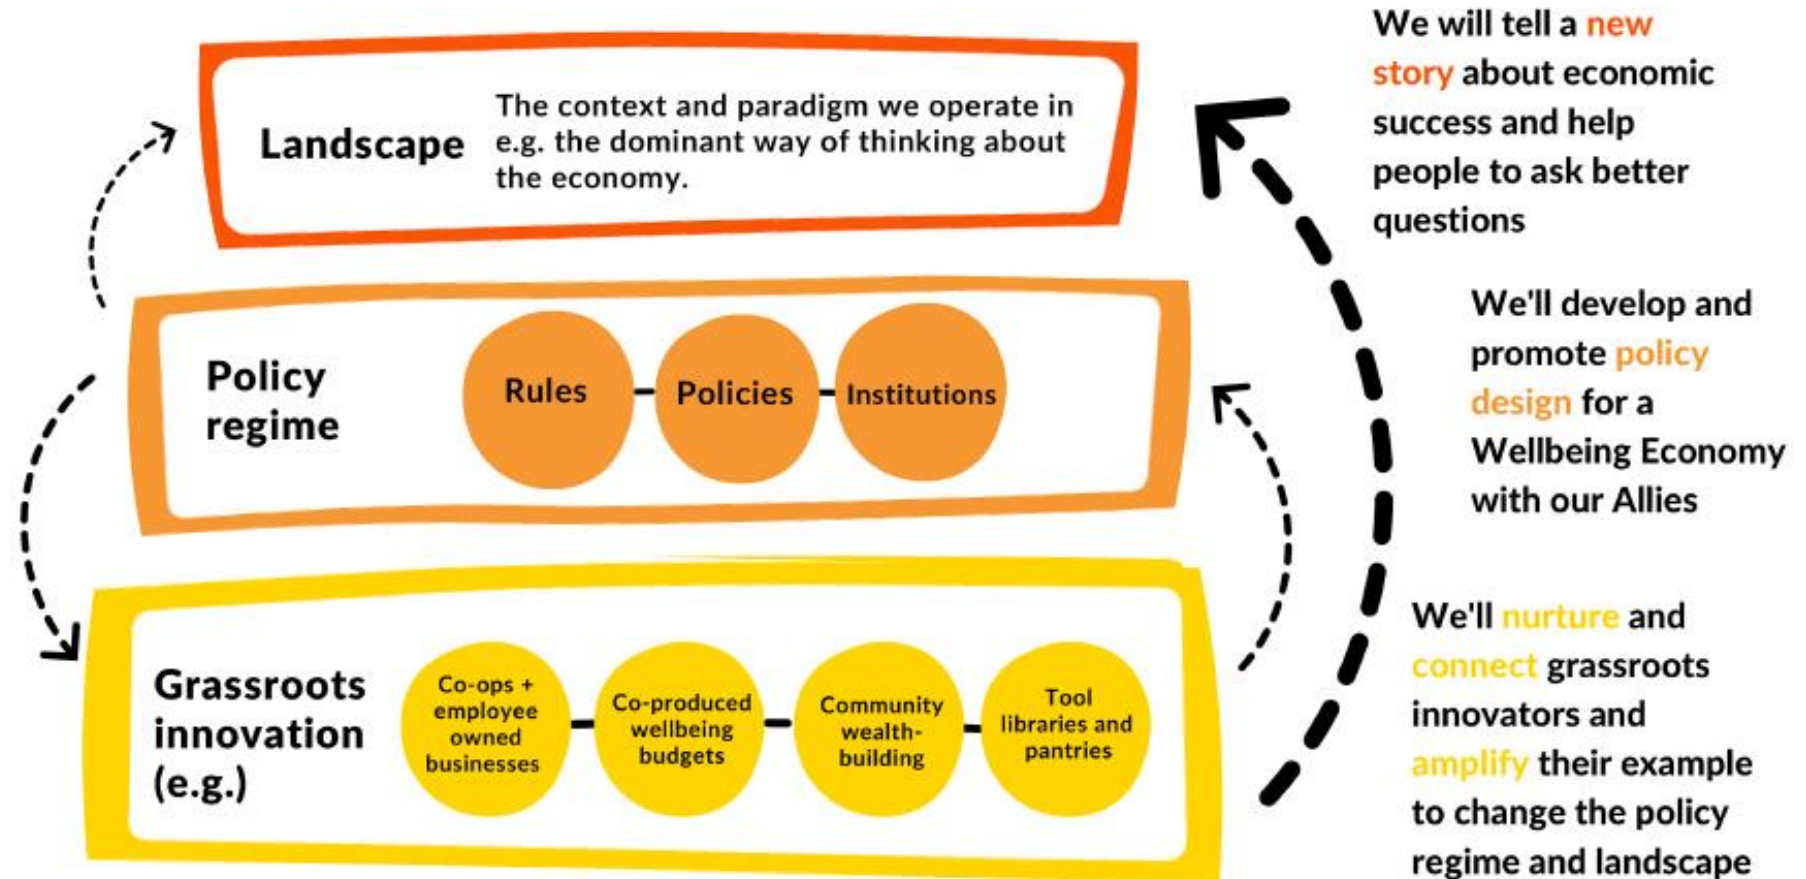 Landscape
The context and paradigm we operate in
e.g. the dominant way of thinking about
the economy.
We will tell a new
story about economic
success and help
people to ask better
questions
Policy
regime
Rules
Policies
Institutions
We'll develop and
promote policy
design for a
Wellbeing Economy
with our Allies
Grassroots
innovation
(e.g.)
Co-ops +
employee
owned
businesses
Co-produced
wellbeing
budgets
Community
wealth-
building
Tool
libraries and
pantries
We'll nurture and
connect grassroots
innovators and
amplify their example
to change the policy
regime and landscape